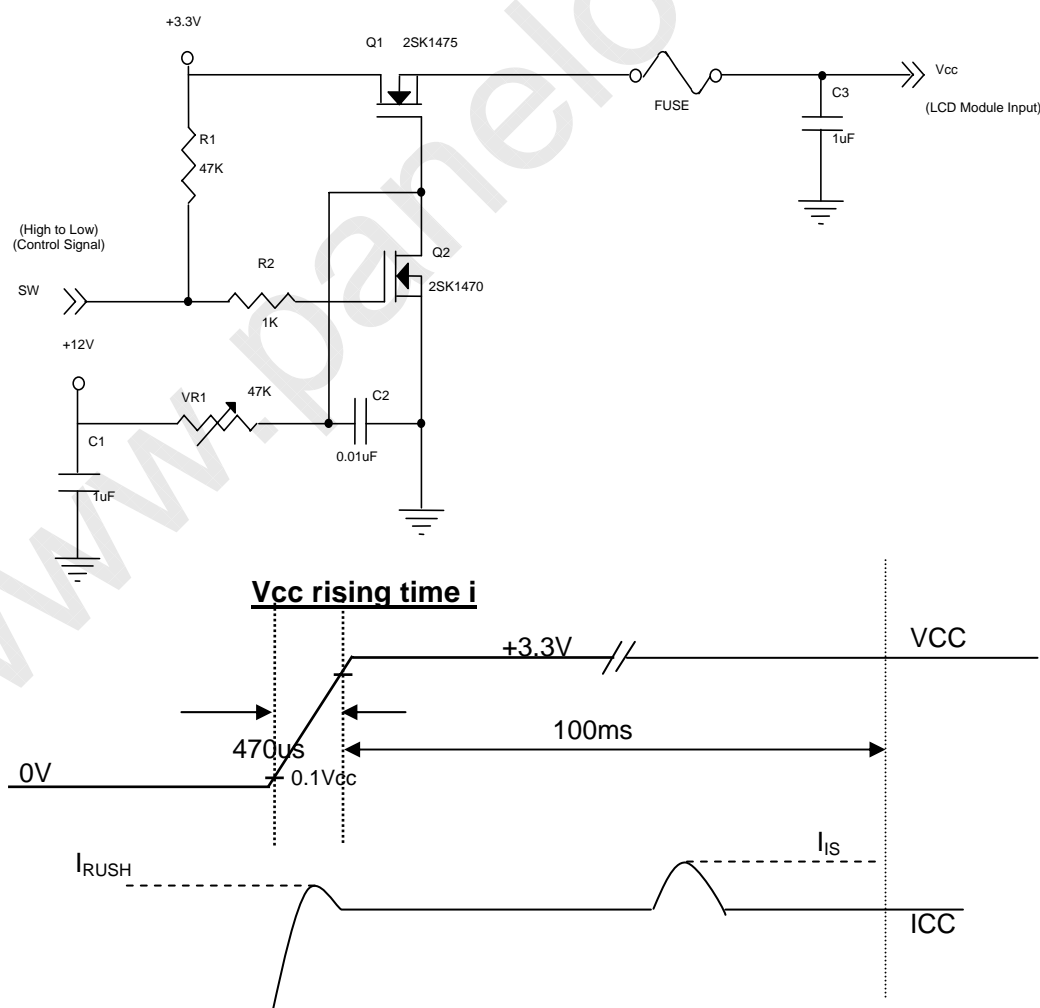 +3.3V
Q1 2SK1475
Vcc
FUSE
C3
(LCD Module Input)
R1
47K
1uF
(High to Low)
(Control Signal)
R2
Q2
SW
2SK1470
1K
+12V
VR1
47K
C2
C1
0.01uF
1uF
Vcc rising time i
+3.3V
VCC
100ms
470us
0V
0.1Vcc
IRUSH
IIS
ICC
www.panelo